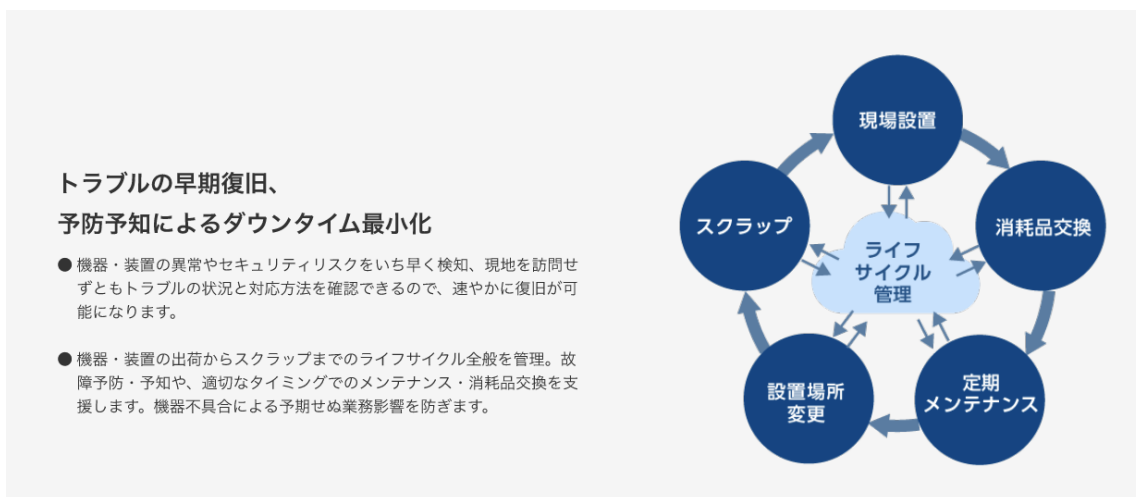 トラブルの早期復旧、
予防予知によるダウンタイム最小化
● 機器・装置の異常やセキュリティリスクをいち早く検知、現地を訪問せ
ずともトラブルの状況と対応方法を確認できるので、速やかに復旧が可
能になります。
● 機器・装置の出荷からスクラップまでのライフサイクル全般を管理。故
障予防・予知や、適切なタイミングでのメンテナンス・消耗品交換を支
援します。機器不具合による予期せぬ業務影響を防ぎます。
現場設置
消耗品交換
定期
メンテナンス
設置場所
変更
スクラップ
ライフ
サイクル
管理